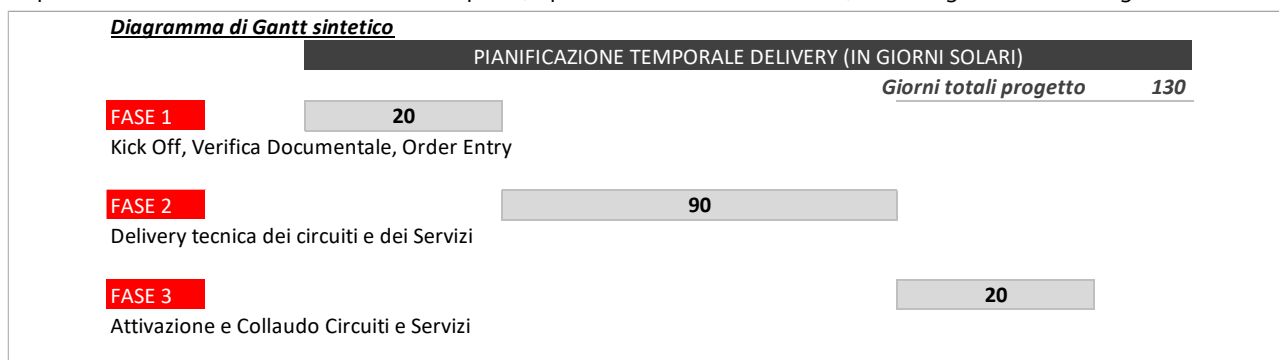 Diagramma di Gantt sintetico
PIANIFICAZIONE TEMPORALE DELIVERY (IN GIORNI SOLARI)
Giorni totali progetto 130
FASE 1 20
Kick Off, Verifica Documentale, Order Entry
FASE 2 90
Delivery tecnica dei circuiti e dei Servizi
FASE 3 20
Attivazione e Collaudo Circuiti e Servizi